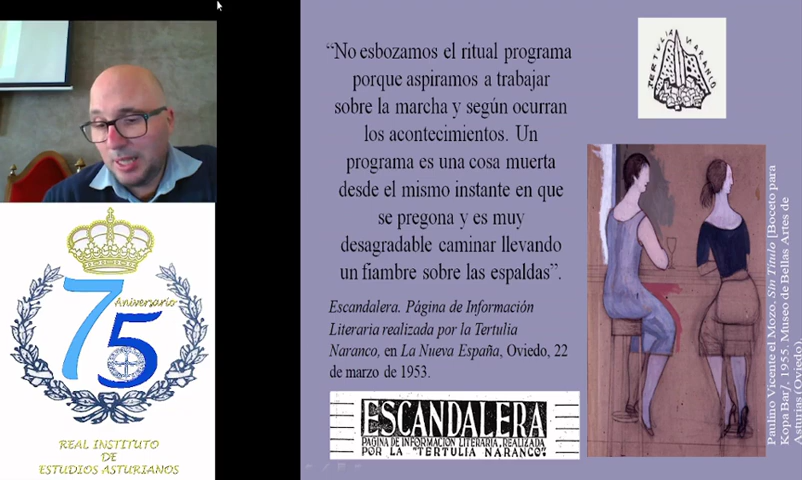 75
Aniversario
REAL INSTITUTO
DE
ESTUDIOS ASTURIANOS
“No esbozamos el ritual programa
porque aspiramos a trabajar
sobre la marcha y según ocurran
los acontecimientos. Un
programa es una cosa muerta
desde el mismo instante en que
se pregona y es muy
desagradable caminar llevando
un fiambre sobre las espaldas”.
Escandalera. Página de Información
Literaria realizada por la Tertulia
Naranco, en La Nueva España, Oviedo, 22
de marzo de 1953.
ESCANDALERA
PAGINA DE INFORMACION LITERARIA, REALIZADA
POR LA "TERTULIA NARANCO".
TERTULIA NARANCO
Paulino Vicente el Mozo, Sin Título [Boceto para
Kopa Bar], 1955. Museo de Bellas Artes de
Asturias (Oviedo).